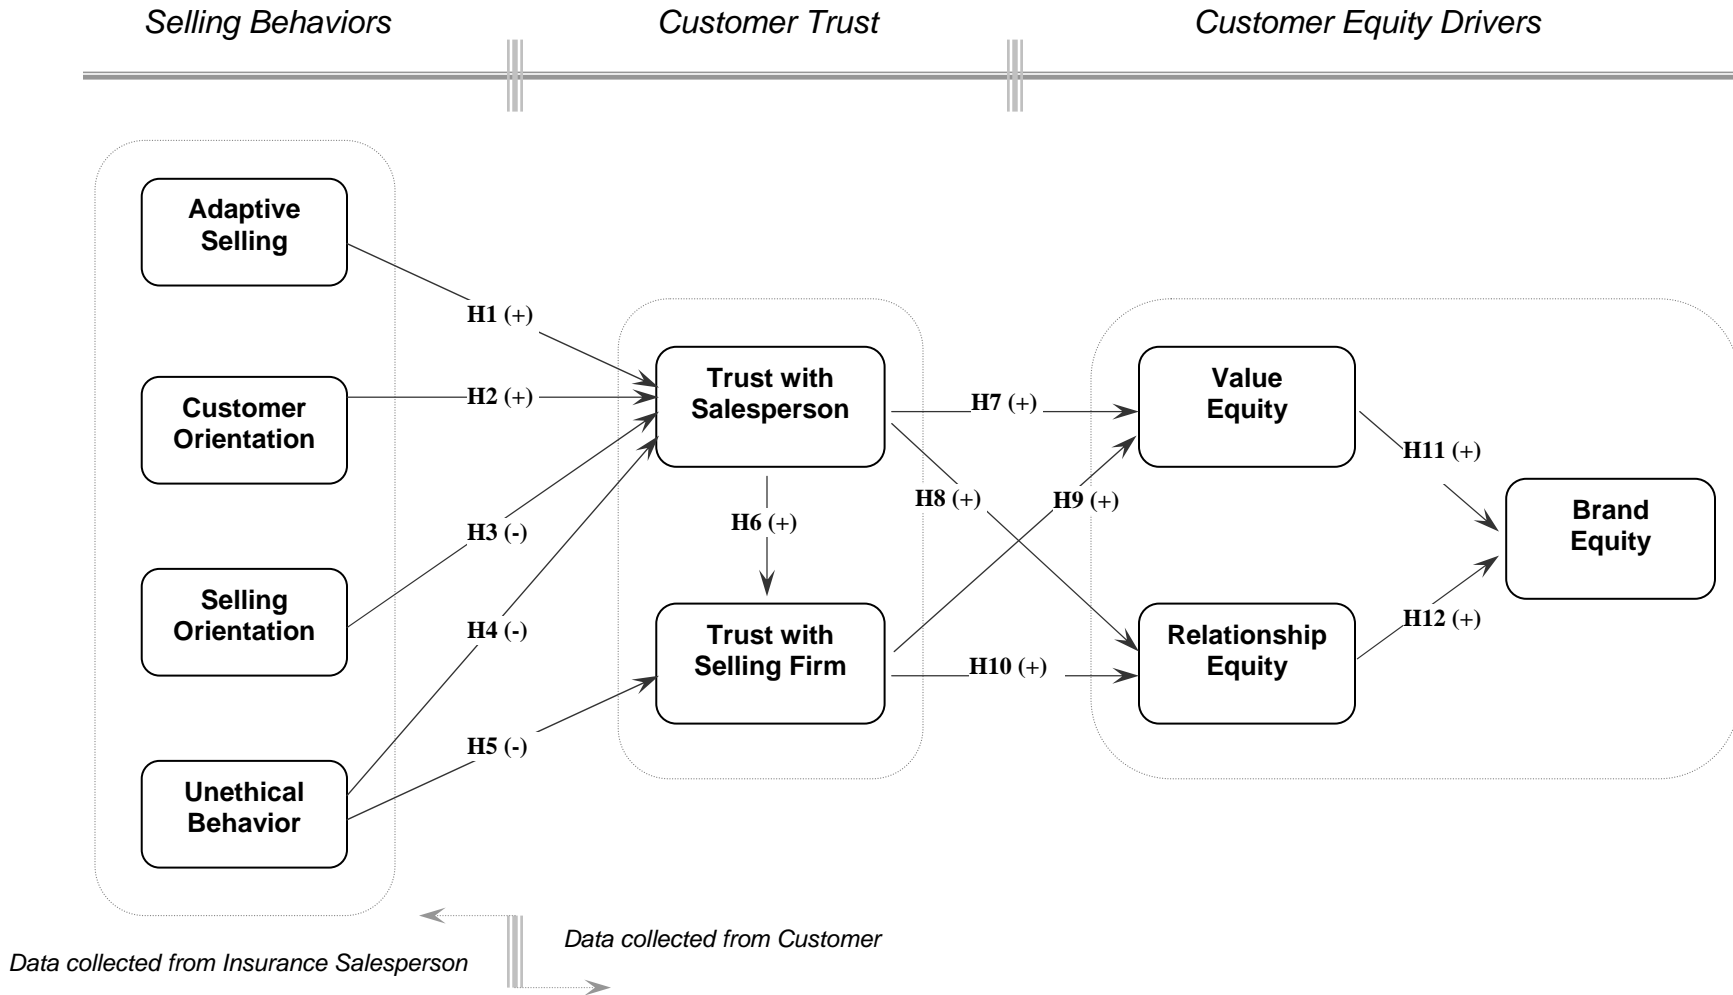 Selling Behaviors
Customer Trust
Customer Equity Drivers
Adaptive
Selling
H1 (+)
Customer
Orientation
H2 (+)
Selling
Orientation
H3 (-)
H4 (-)
Unethical
Behavior
H5 (-)
Trust with
Salesperson
H6 (+)
Trust with
Selling Firm
H7 (+)
H8 (+)
H9 (+)
H10 (+)
Value
Equity
Relationship
Equity
H11 (+)
H12 (+)
Brand
Equity
Data collected from Customer
Data collected from Insurance Salesperson